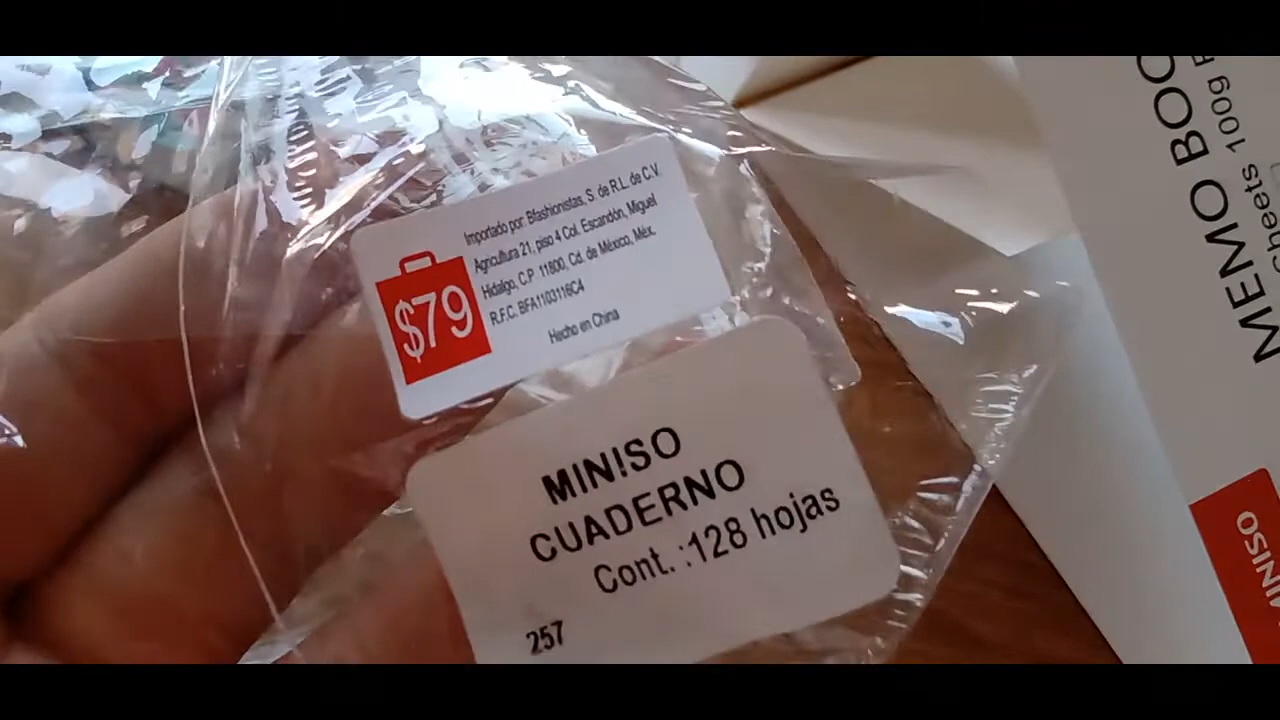 $79
Importado por: Bfashionistas, S. de R.L. de C.V.
Agricultura 21, piso 4 Col. Escandón, Miguel
Hidalgo, C.P. 11800, Cd. de México, Méx.
R.F.C. BFA1103116C4
Hecho en China
MINISO
CUADERNO
Cont. :128 hojas
257
MEMO BOO
sheets 100g
MINISO